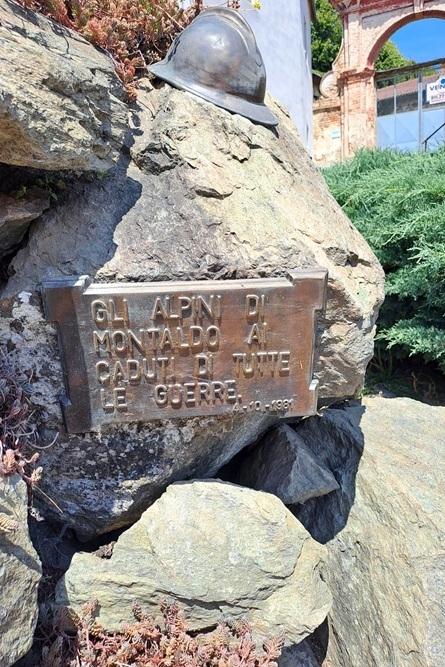 GLI ALPINI DI
MONTALDO AI
CADUTI DI TUTTE
LE GUERRE.
4-10-1981